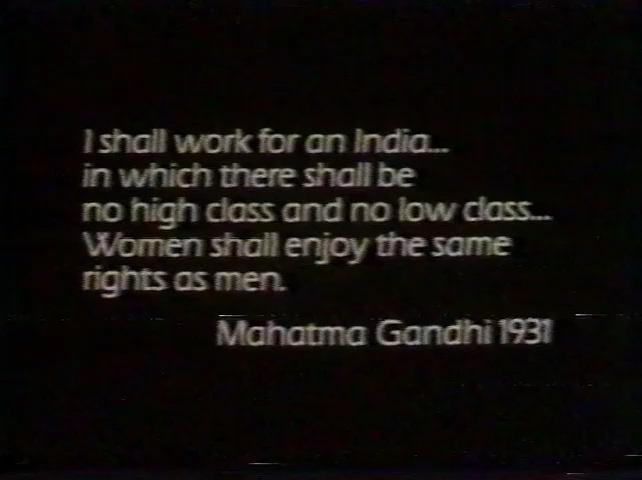 I shall work for an India...
in which there shall be
no high class and no low class...
Women shall enjoy the same
rights as men.
Mahatma Gandhi 1931